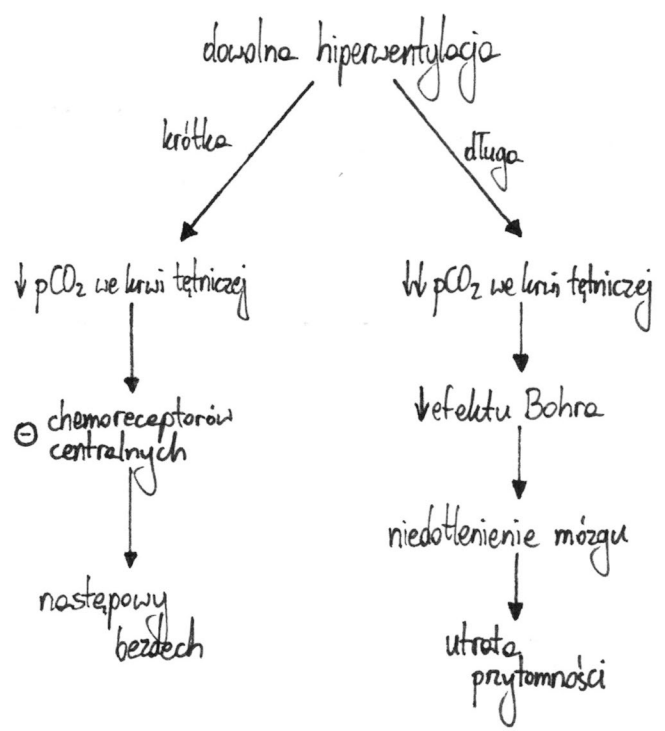 dowolna hiperwentylacja
krótka
długa
↓ pCO₂ we krwi tętniczej
↓↓ pCO₂ we krwi tętniczej
⊖ chemoreceptorów
centralnych
↓ efektu Bohra
niedotlenienie mózgu
następowy
bezdech
utrata
przytomności